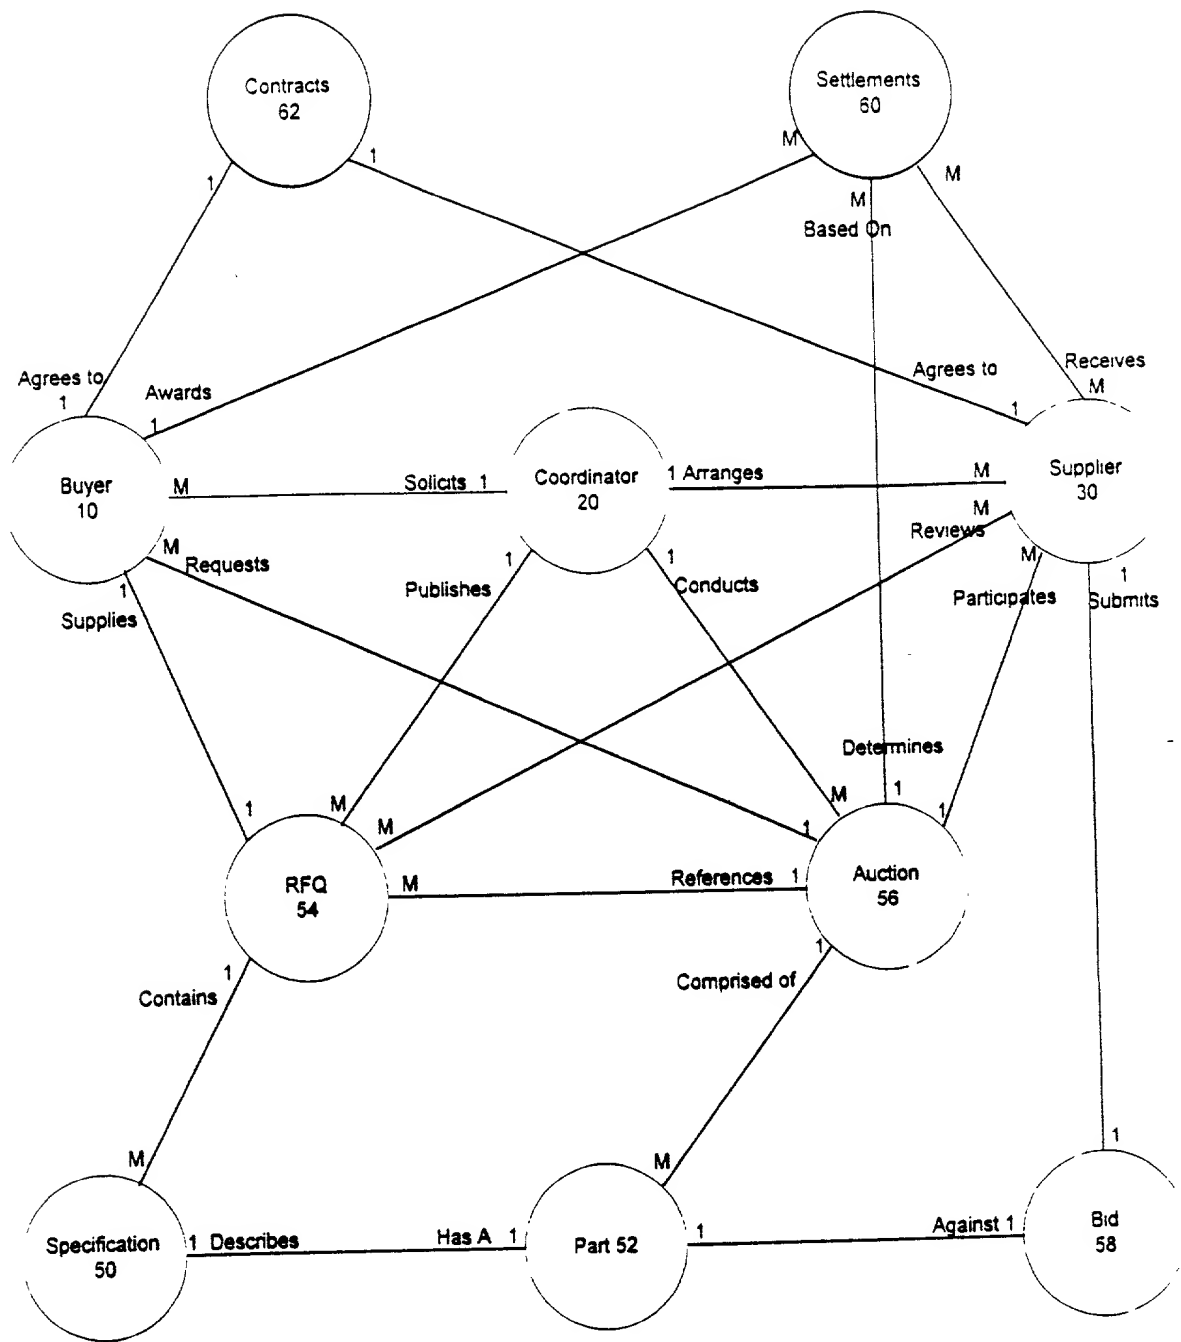 Contracts
62
Settlements
60
1
1
M
M
M
Based On
Agrees to
1
Awards
1
Agrees to
1
Receives
M
Buyer
10
M
Solicits 1
Coordinator
20
1 Arranges
M
Supplier
30
M
Requests
1
Supplies
1
Publishes
1
Conducts
M
Reviews
M
Participates
1
Submits
Determines
1
M
M
M
1
1
1
RFQ
54
M
References 1
Auction
56
1
Contains
1
Comprised of
M
M
1
Specification
50
1 Describes
Has A 1
Part 52
1
Against 1
Bid
58